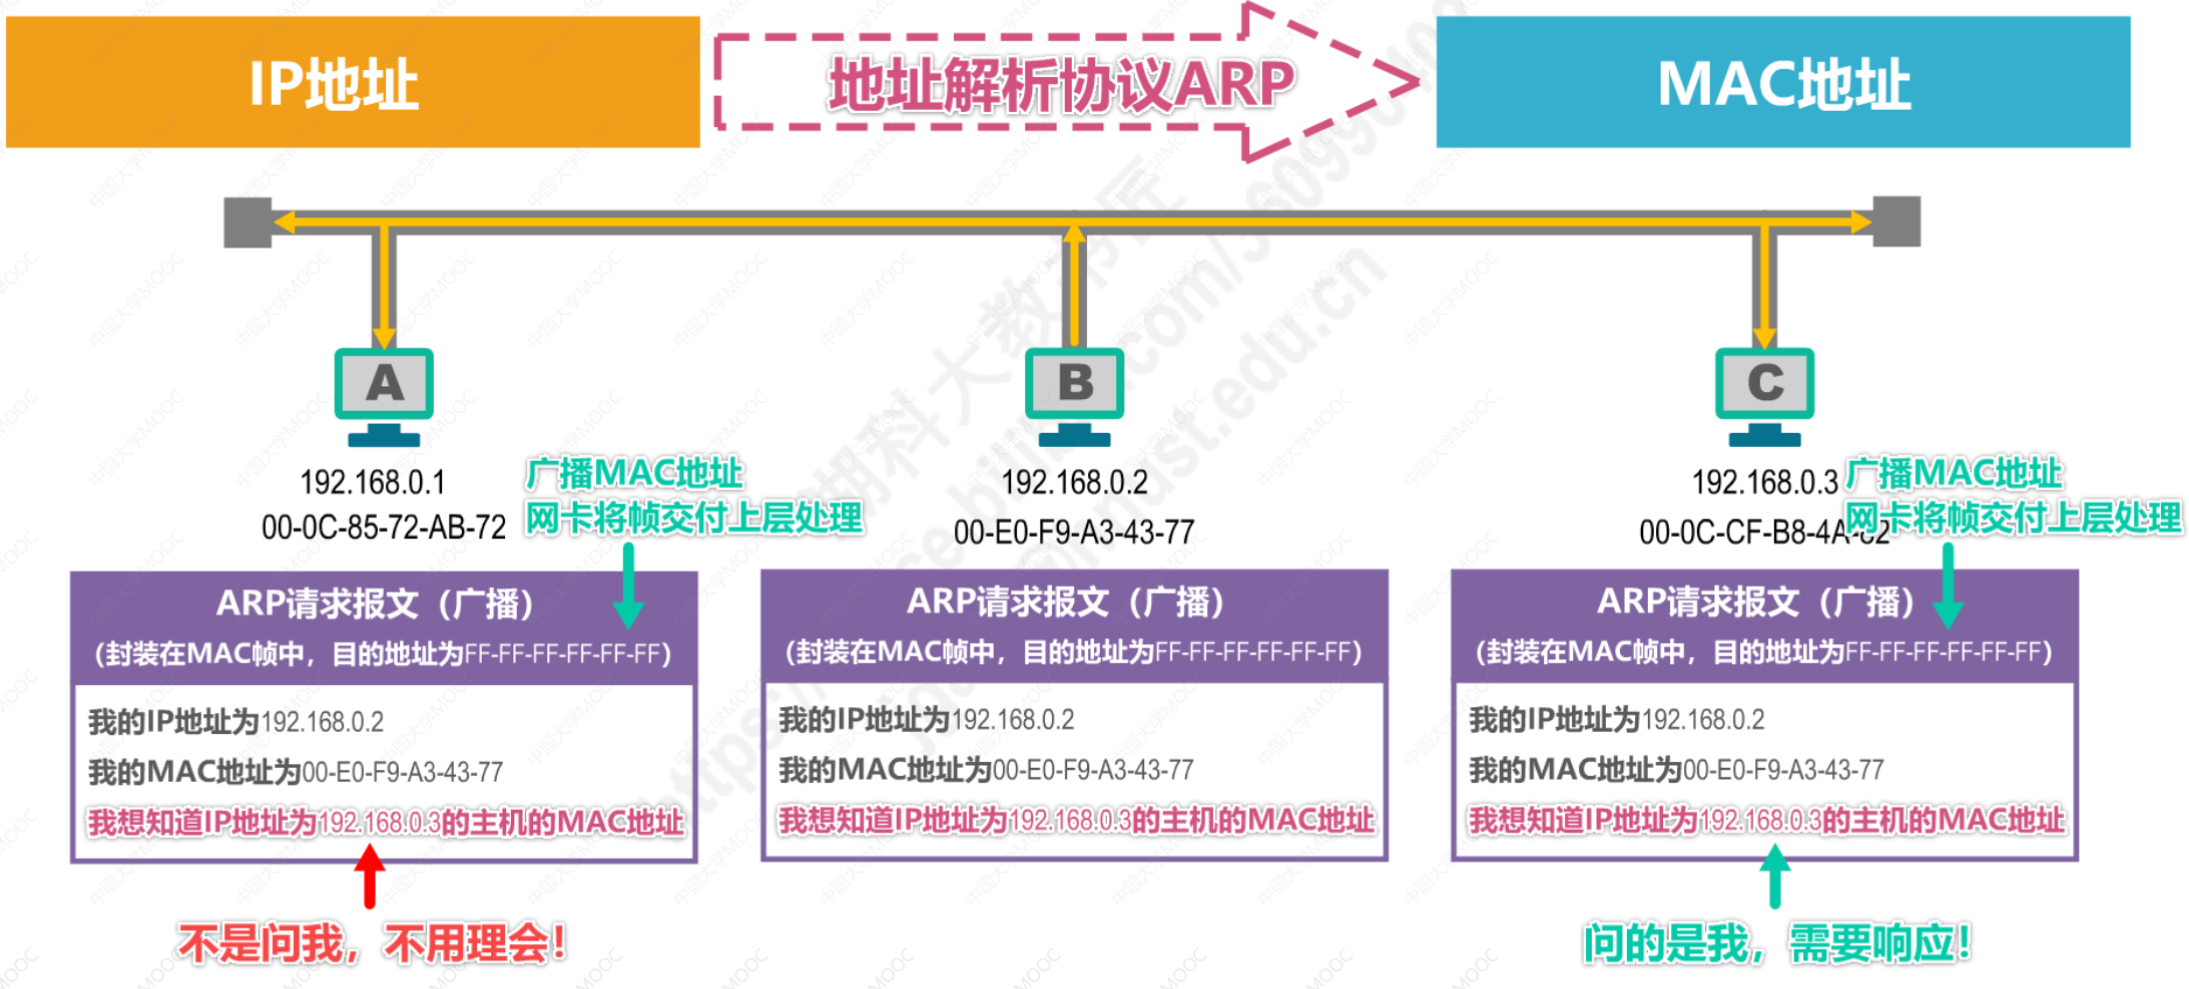 IP地址
地址解析协议ARP
MAC地址
A
B
C
192.168.0.1
00-0C-85-72-AB-72
广播MAC地址
网卡将帧交付上层处理
192.168.0.2
00-E0-F9-A3-43-77
192.168.0.3
00-0C-CF-B8-4A-82
广播MAC地址
网卡将帧交付上层处理
ARP请求报文（广播）
（封装在MAC帧中，目的地址为FF-FF-FF-FF-FF-FF）
我的IP地址为192.168.0.2
我的MAC地址为00-E0-F9-A3-43-77
我想知道IP地址为192.168.0.3的主机的MAC地址
不是问我，不用理会！
ARP请求报文（广播）
（封装在MAC帧中，目的地址为FF-FF-FF-FF-FF-FF）
我的IP地址为192.168.0.2
我的MAC地址为00-E0-F9-A3-43-77
我想知道IP地址为192.168.0.3的主机的MAC地址
ARP请求报文（广播）
（封装在MAC帧中，目的地址为FF-FF-FF-FF-FF-FF）
我的IP地址为192.168.0.2
我的MAC地址为00-E0-F9-A3-43-77
我想知道IP地址为192.168.0.3的主机的MAC地址
问的是我，需要响应！
中国大学MOOC